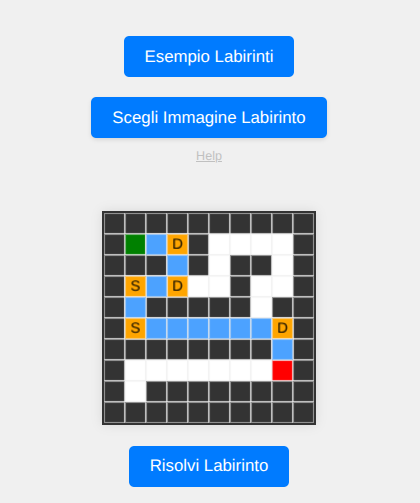 Esempio Labirinti
Scegli Immagine Labirinto
Help
D
S D
S D
Risolvi Labirinto